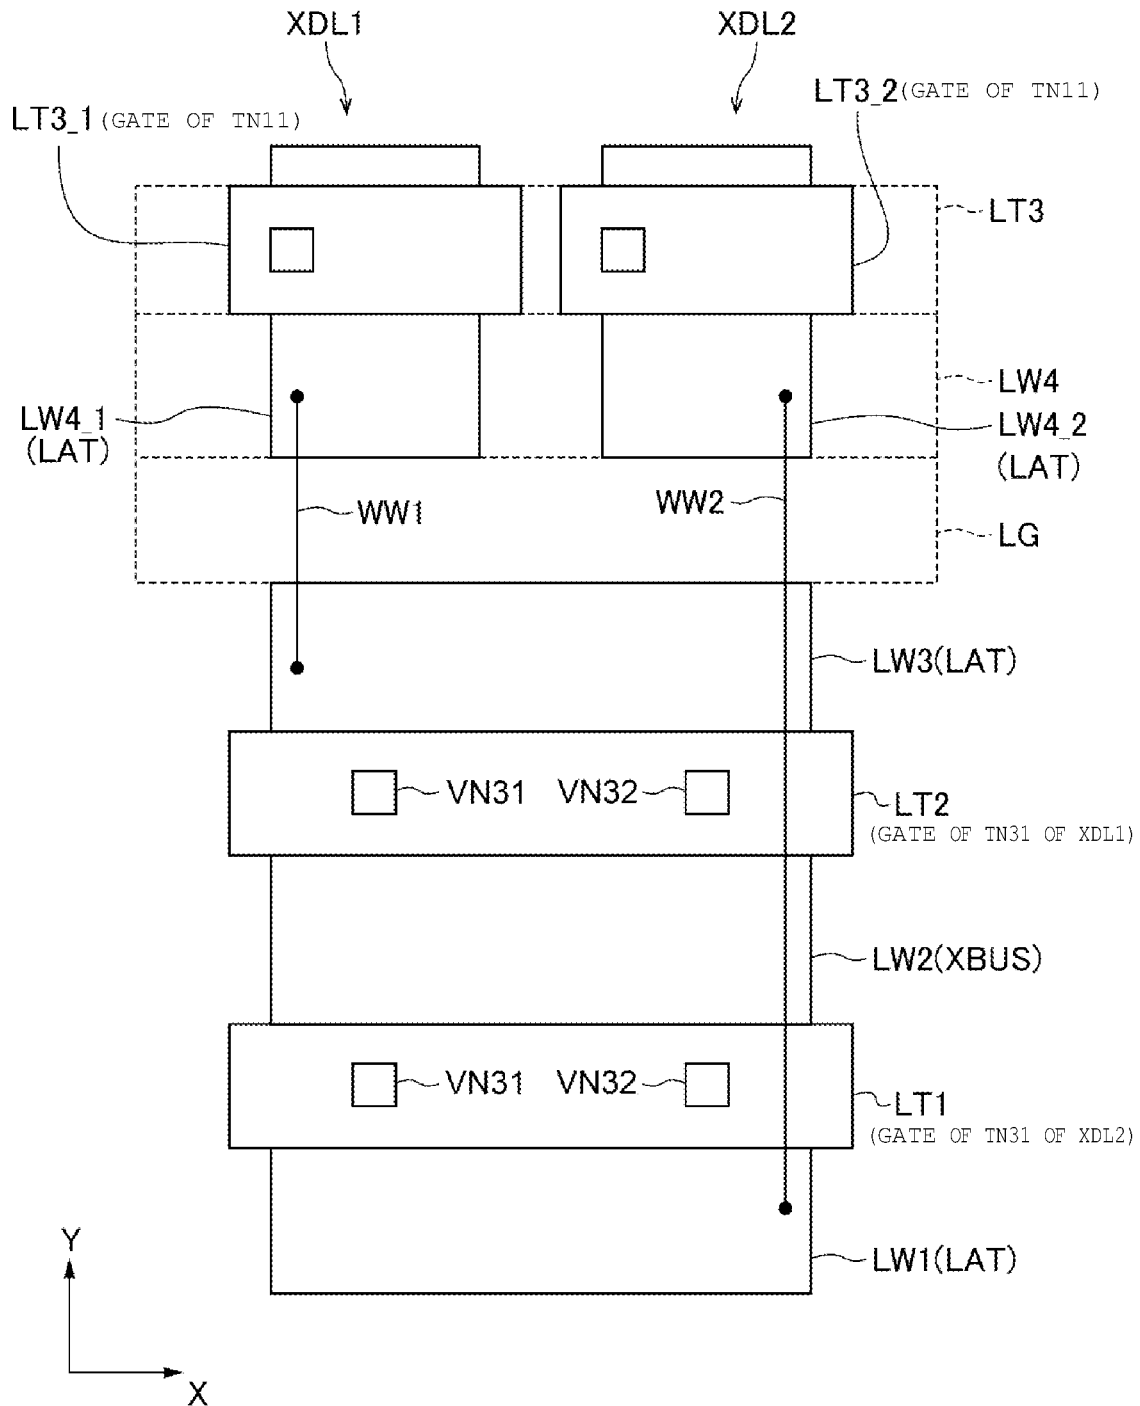 XDL1
XDL2
LT3_1 (GATE OF TN11)
LT3_2 (GATE OF TN11)
LT3
LW4
LW4_1
(LAT)
LW4_2
(LAT)
WW1
WW2
LG
LW3(LAT)
VN31
VN32
LT2
(GATE OF TN31 OF XDL1)
LW2(XBUS)
VN31
VN32
LT1
(GATE OF TN31 OF XDL2)
LW1(LAT)
Y
X